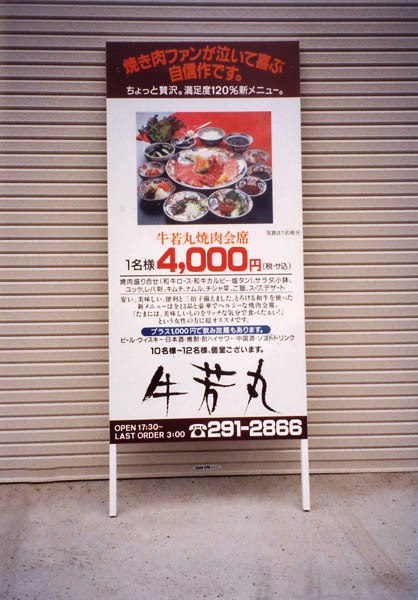 焼き肉ファンが泣いて喜ぶ
自信作です。
ちょっと贅沢。満足度120%新メニュー。
写真は1名様分
牛若丸焼肉会席
1名様4,000円(税・サ込)
焼肉盛り合せ(和牛ロース・和牛カルビー・塩タン)、サラダ、小鉢、
ユッケ、レバ刺、キムチ、ナムル、チシャ菜、ご飯、スープ、デザート
安い、美味しい、便利と三拍子揃えました。とろける和牛を使った
新メニューは全13品と豪華でヘルシーな焼肉会席。
「たまには、美味しいものをリッチな気分で食べたぁい!」
という女性の方に超オススメです。
プラス1,000円で飲み放題もあります。
ビール・ウィスキー・日本酒・焼酎・酎ハイサワー・中国酒・ソフトドリンク
10名様〜12名様、個室ございます。
牛若丸
OPEN 17:30〜
LAST ORDER 3:00
☎291-2866